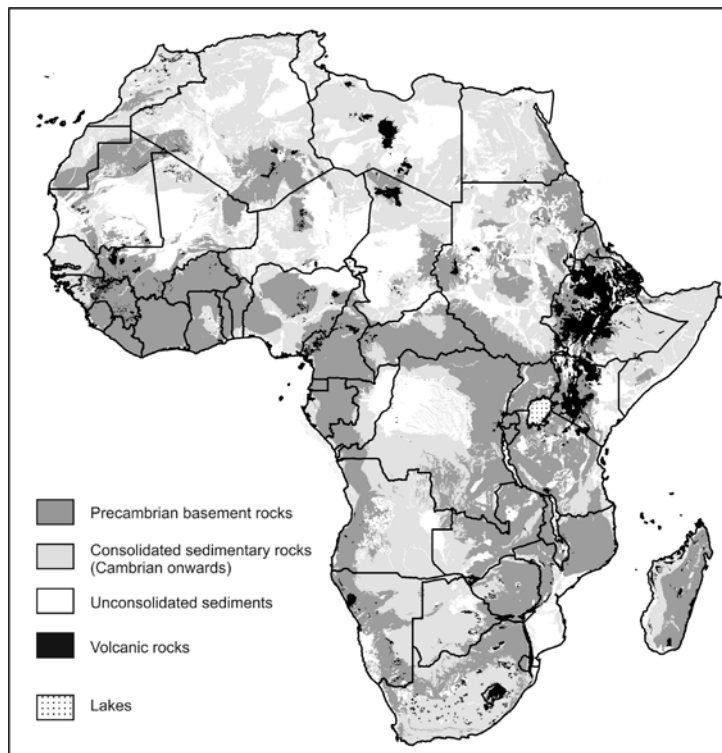 Precambrian basement rocks
Consolidated sedimentary rocks
(Cambrian onwards)
Unconsolidated sediments
Volcanic rocks
Lakes